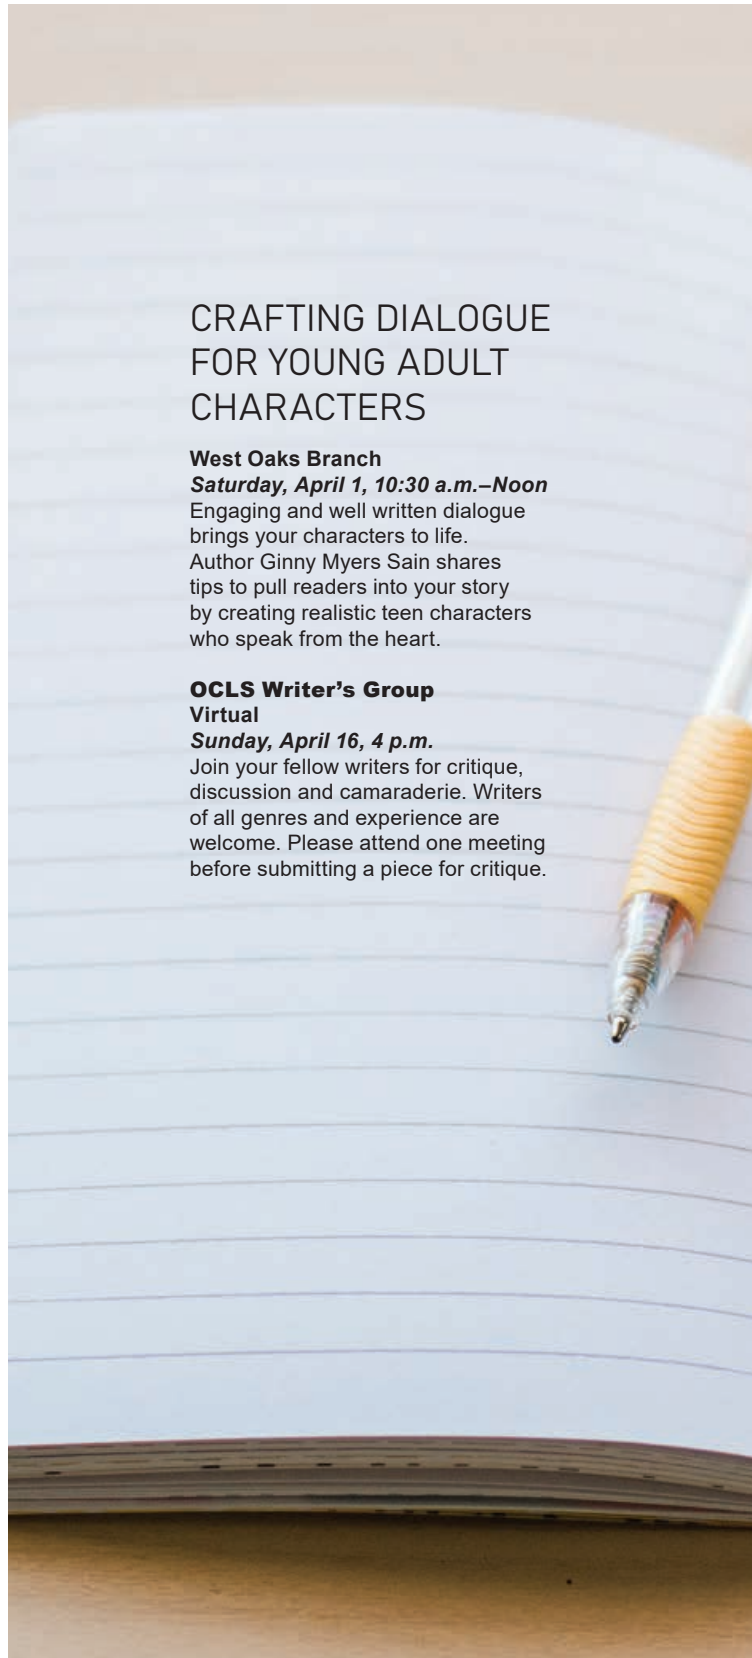 CRAFTING DIALOGUE
FOR YOUNG ADULT
CHARACTERS
West Oaks Branch
Saturday, April 1, 10:30 a.m.–Noon
Engaging and well written dialogue
brings your characters to life.
Author Ginny Myers Sain shares
tips to pull readers into your story
by creating realistic teen characters
who speak from the heart.
OCLS Writer’s Group
Virtual
Sunday, April 16, 4 p.m.
Join your fellow writers for critique,
discussion and camaraderie. Writers
of all genres and experience are
welcome. Please attend one meeting
before submitting a piece for critique.